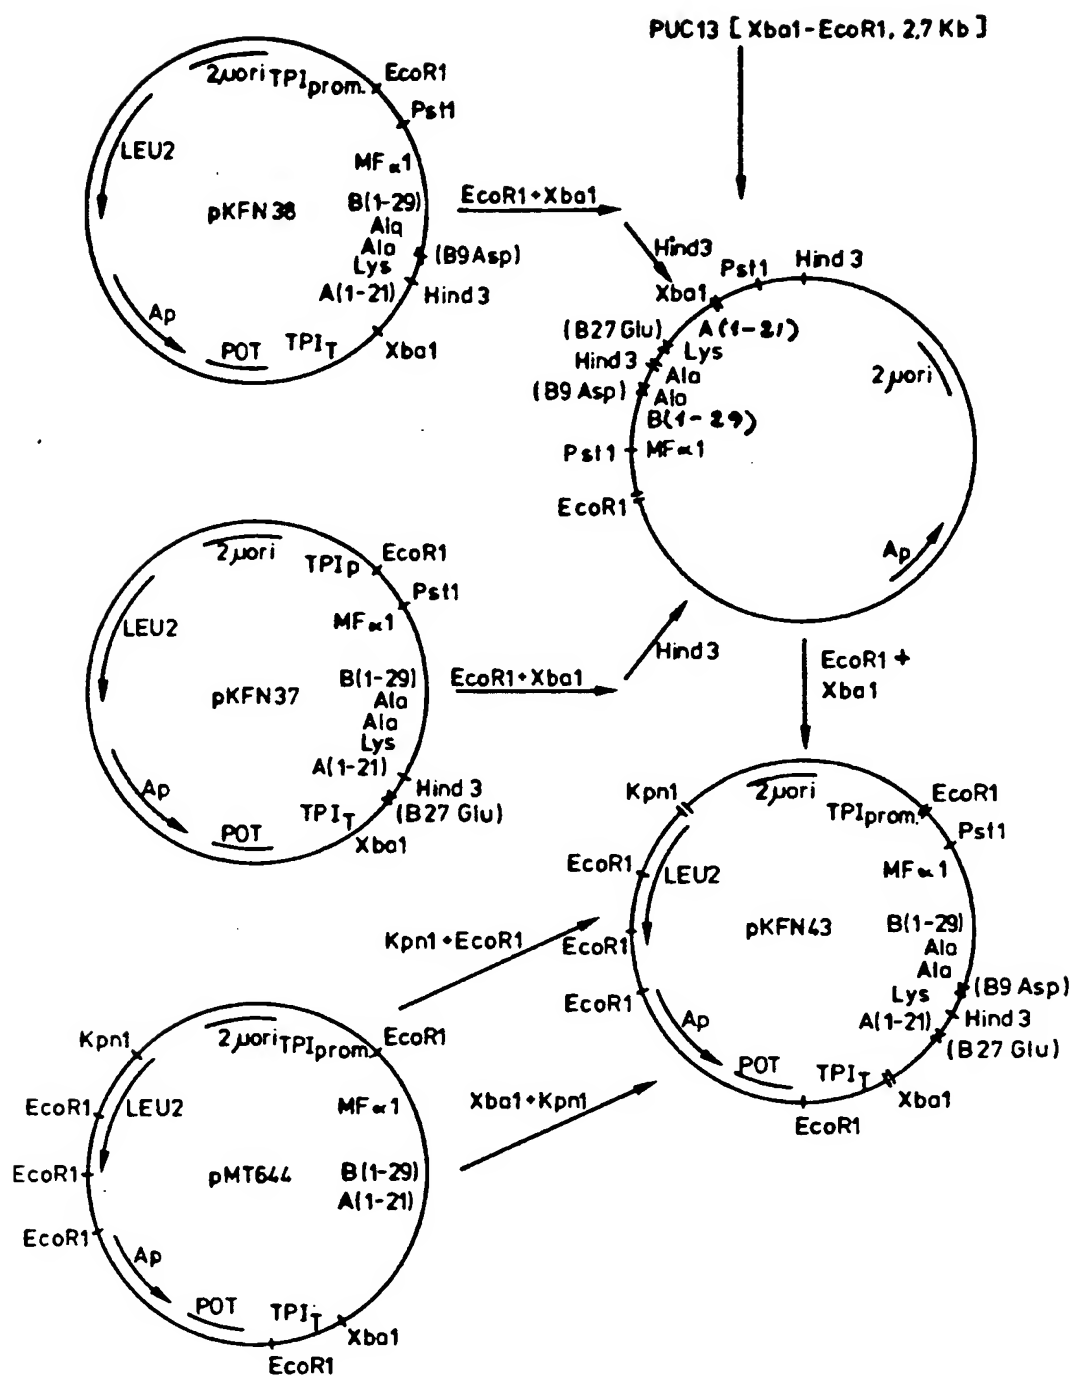 PUC13 [ Xba1-EcoR1, 2,7 Kb ]
2µori
TPIprom.
EcoR1
Pst1
LEU2
MFα1
pKFN38
B(1-29)
Ala
Ala
Lys
A(1-21)
(B9Asp)
Hind 3
Ap
POT
TPIT
Xba1
EcoR1+Xba1
Hind3
Pst1
Hind 3
Xba1
(B27Glu)
A(1-21)
Lys
Hind 3
Ala
(B9 Asp)
Ala
B(1-29)
Pst1
MFα1
EcoR1
2µori
Ap
2µori
TPIp
EcoR1
Pst1
LEU2
MFα1
pKFN37
B(1-29)
Ala
Ala
Lys
A(1-21)
Hind 3
(B27 Glu)
Ap
POT
TPIT
Xba1
EcoR1+Xba1
Hind3
EcoR1 +
Xba1
Kpn1
2µori
TPIprom.
EcoR1
Pst1
EcoR1
LEU2
MFα1
pKFN43
B(1-29)
Ala
Ala
Lys
A(1-21)
EcoR1
EcoR1
(B9 Asp)
Hind 3
(B27 Glu)
Ap
POT
TPIT
Xba1
EcoR1
Kpn1+EcoR1
Xba1+Kpn1
Kpn1
2µori
TPIprom.
EcoR1
EcoR1
LEU2
MFα1
EcoR1
pMT644
B(1-29)
A(1-21)
EcoR1
Ap
POT
TPIT
Xba1
EcoR1